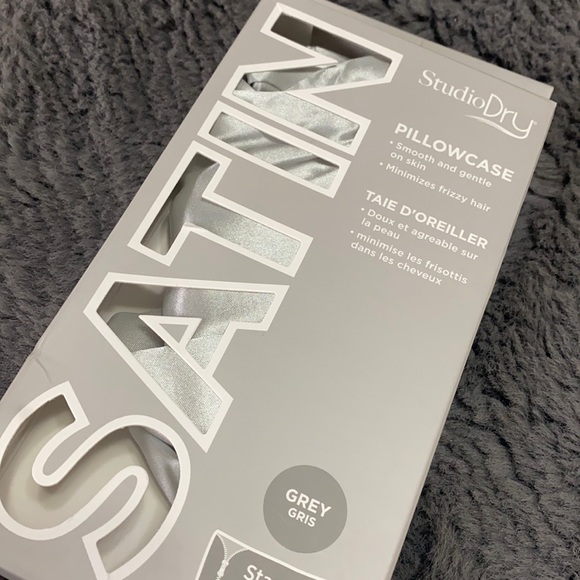 SATIN
StudioDry
PILLOWCASE
• Smooth and gentle
on skin
• Minimizes frizzy hair
TAIE D'OREILLER
• Doux et agreable sur
la peau
• minimise les frisottis
dans les cheveux
GREY
GRIS